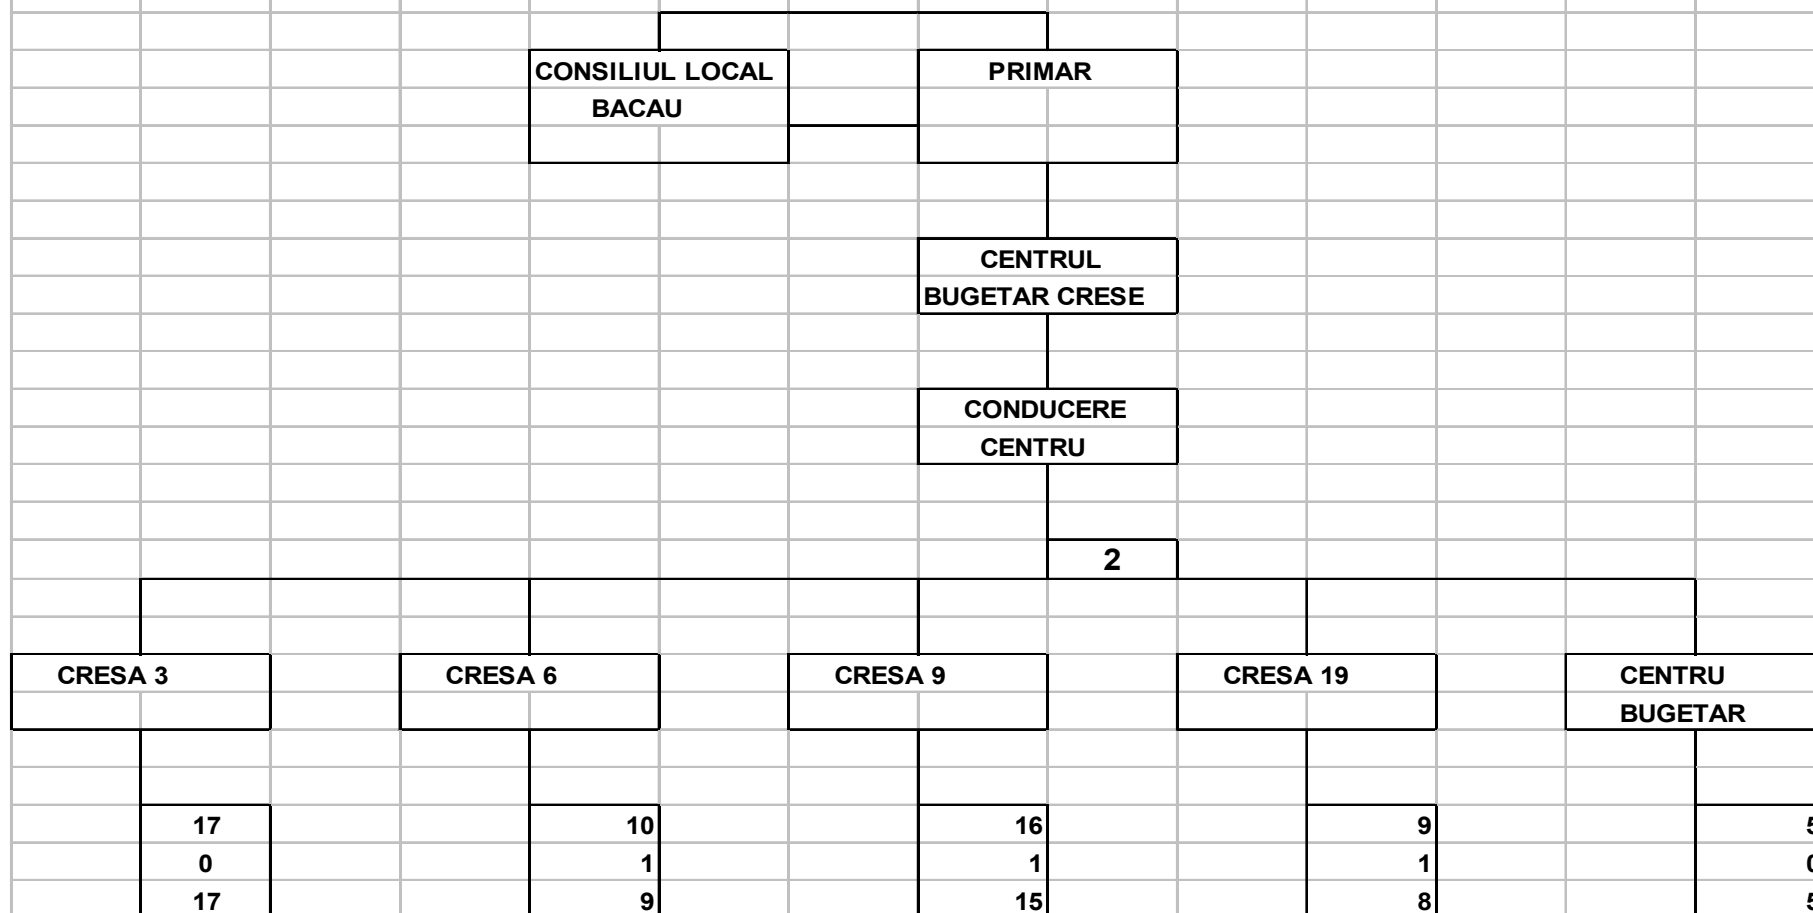 CONSILIUL LOCAL PRIMAR
BACAU
CENTRUL
BUGETAR CRESE
CONDUCERE
CENTRU
2
CRESA 3 CRESA 6 CRESA 9 CRESA 19 CENTRU
BUGETAR
17 10 16 9
0 1 1 1
17 9 15 8